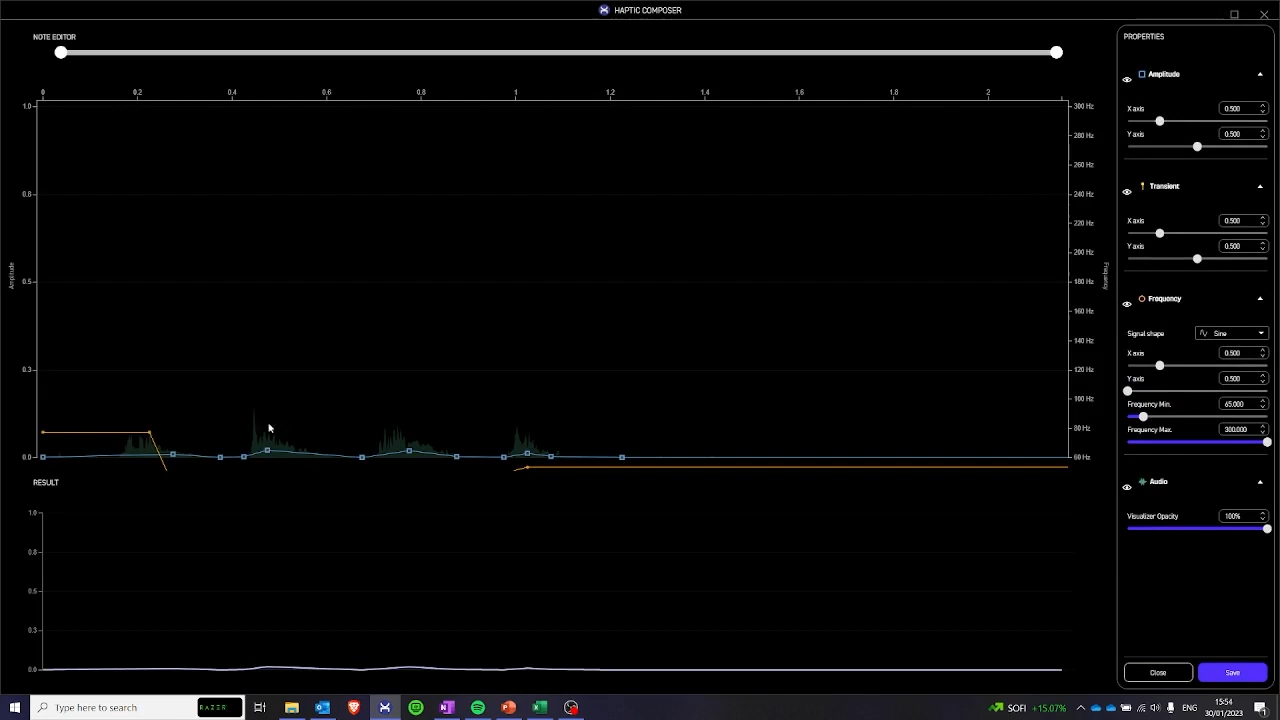 HAPTIC COMPOSER
NOTE EDITOR
0 0.2 0.4 0.6 0.8 1 1.2 1.4 1.6 1.8 2
1.0
0.8
0.5
0.3
0.0
Amplitude
300 Hz
280 Hz
260 Hz
240 Hz
220 Hz
200 Hz
180 Hz
160 Hz
140 Hz
120 Hz
100 Hz
80 Hz
60 Hz
Frequency
RESULT
1.0
0.8
0.5
0.3
0.0
PROPERTIES
Amplitude
X axis 0.500
Y axis 0.500
Transient
X axis 0.500
Y axis 0.500
Frequency
Signal shape Sine
X axis 0.500
Y axis 0.500
Frequency Min. 65.000
Frequency Max. 300.000
Audio
Visualizer Opacity 100%
Close Save
Type here to search RAZER SOFI +15.07% ENG 15:54
30/01/2023
1